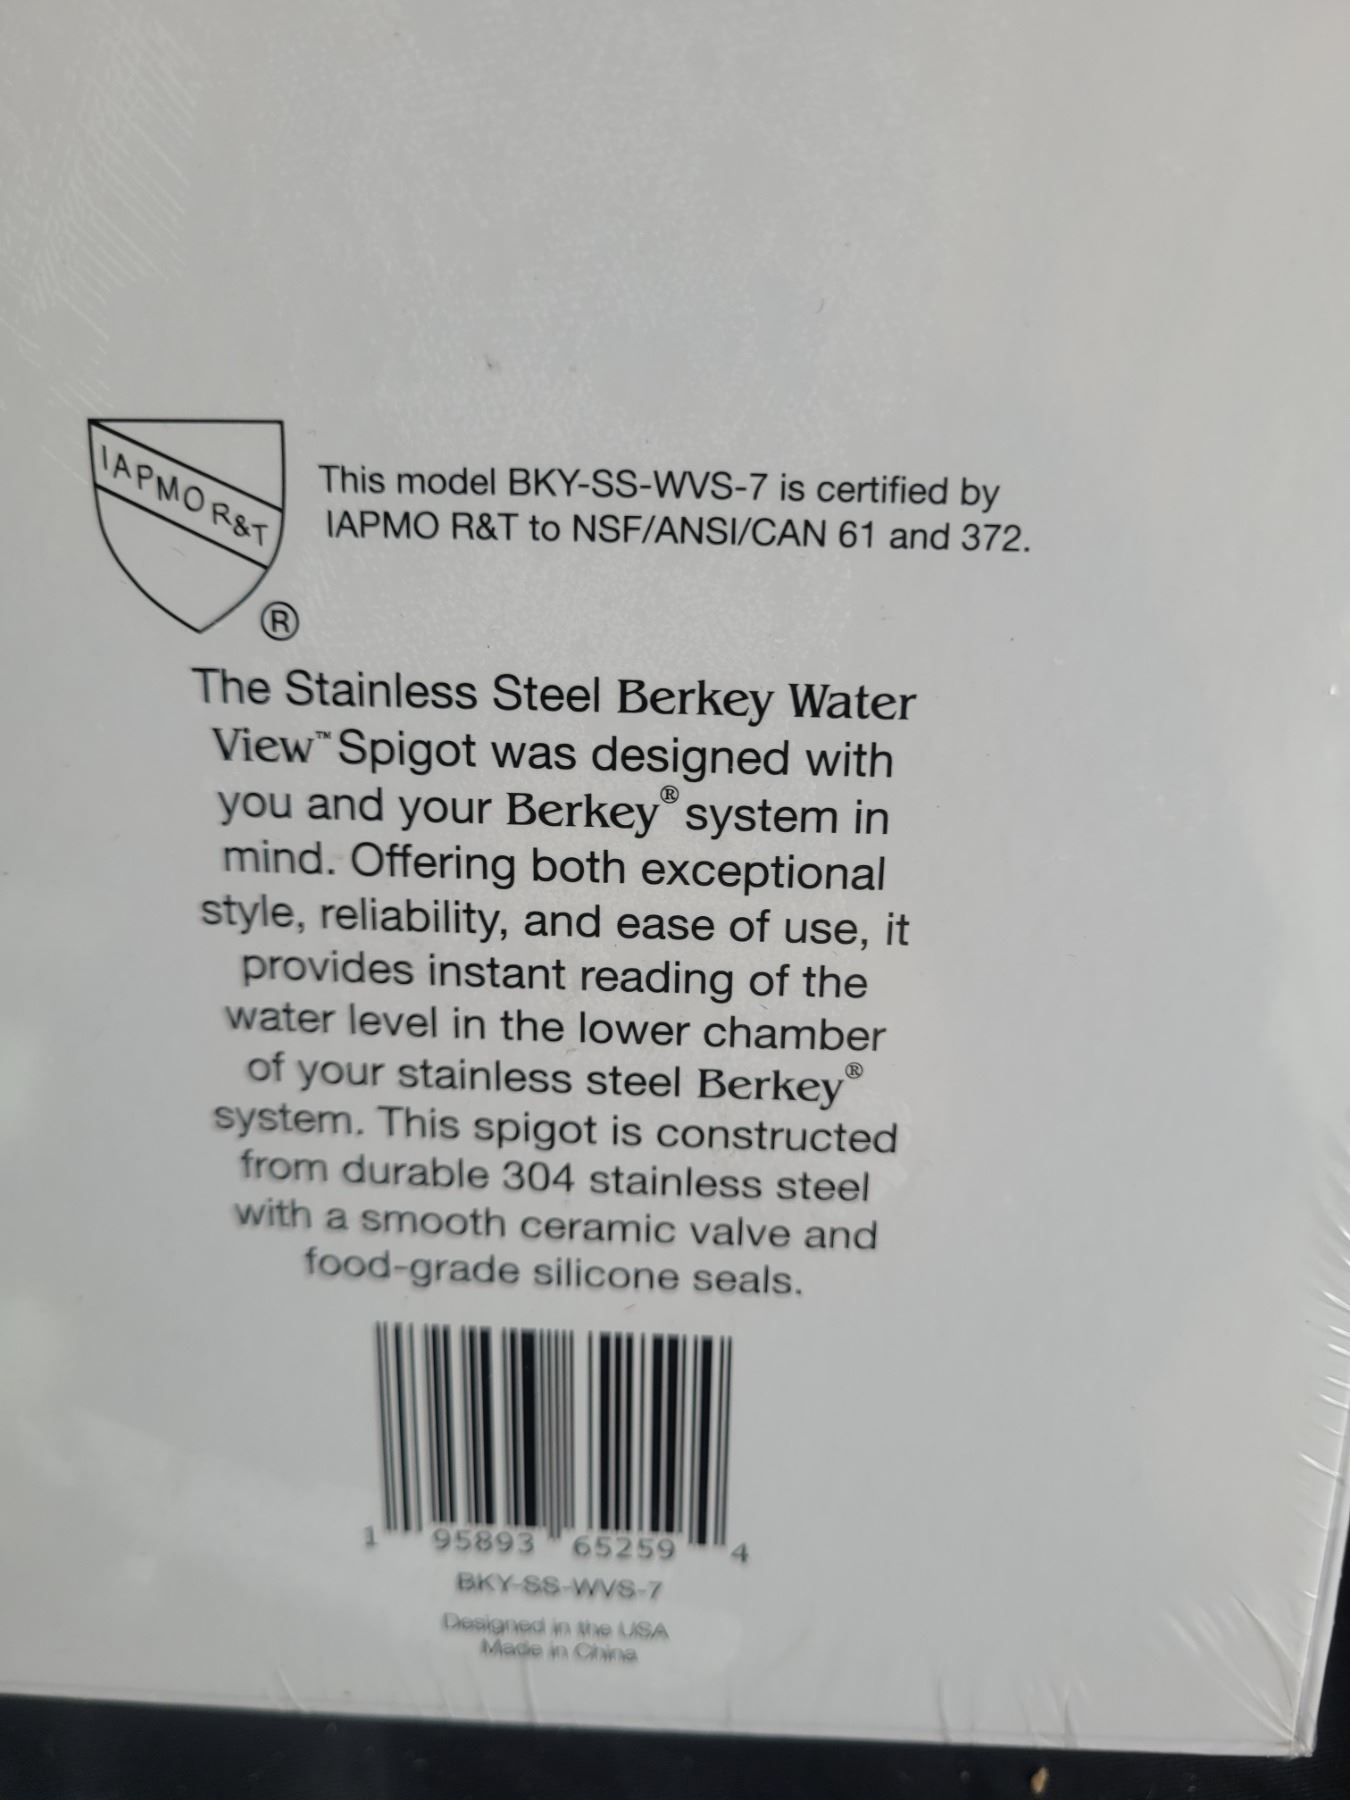 IAPMO R&T
®
This model BKY-SS-WVS-7 is certified by
IAPMO R&T to NSF/ANSI/CAN 61 and 372.
The Stainless Steel Berkey Water
View™ Spigot was designed with
you and your Berkey® system in
mind. Offering both exceptional
style, reliability, and ease of use, it
provides instant reading of the
water level in the lower chamber
of your stainless steel Berkey®
system. This spigot is constructed
from durable 304 stainless steel
with a smooth ceramic valve and
food-grade silicone seals.
1 95893 65259 4
BKY-SS-WVS-7
Designed in the USA
Made in China